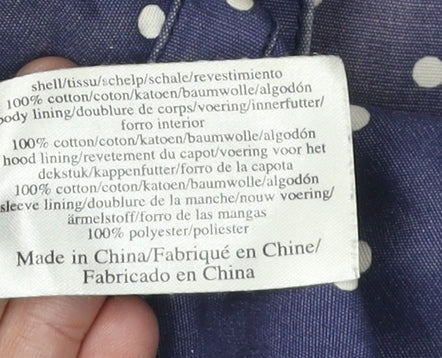 shell/tissu/schelp/schale/revestimiento
100% cotton/coton/katoen/baumwolle/algodón
body lining/doublure de corps/voering/innerfutter/
forro interior
100% cotton/coton/katoen/baumwolle/algodón
hood lining/revetement du capot/voering voor het
dekstuk/kappenfutter/forro de la capota
100% cotton/coton/katoen/baumwolle/algodón
sleeve lining/doublure de la manche/nouw voering/
ärmelstoff/forro de las mangas
100% polyester/poliester
Made in China/Fabriqué en Chine/
Fabricado en China